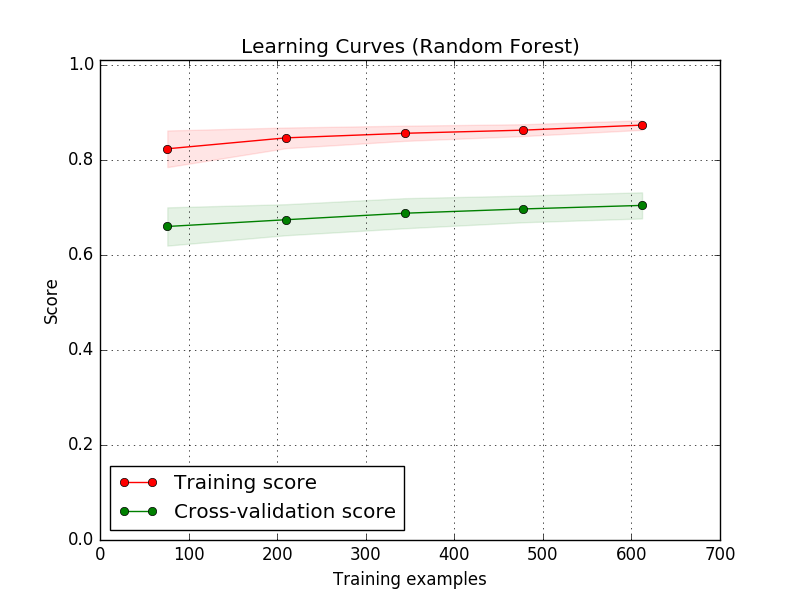 Learning Curves (Random Forest)
1.0
0.8
0.6
0.4
0.2
0.0
Score
Training score
Cross-validation score
0 100 200 300 400 500 600 700
Training examples